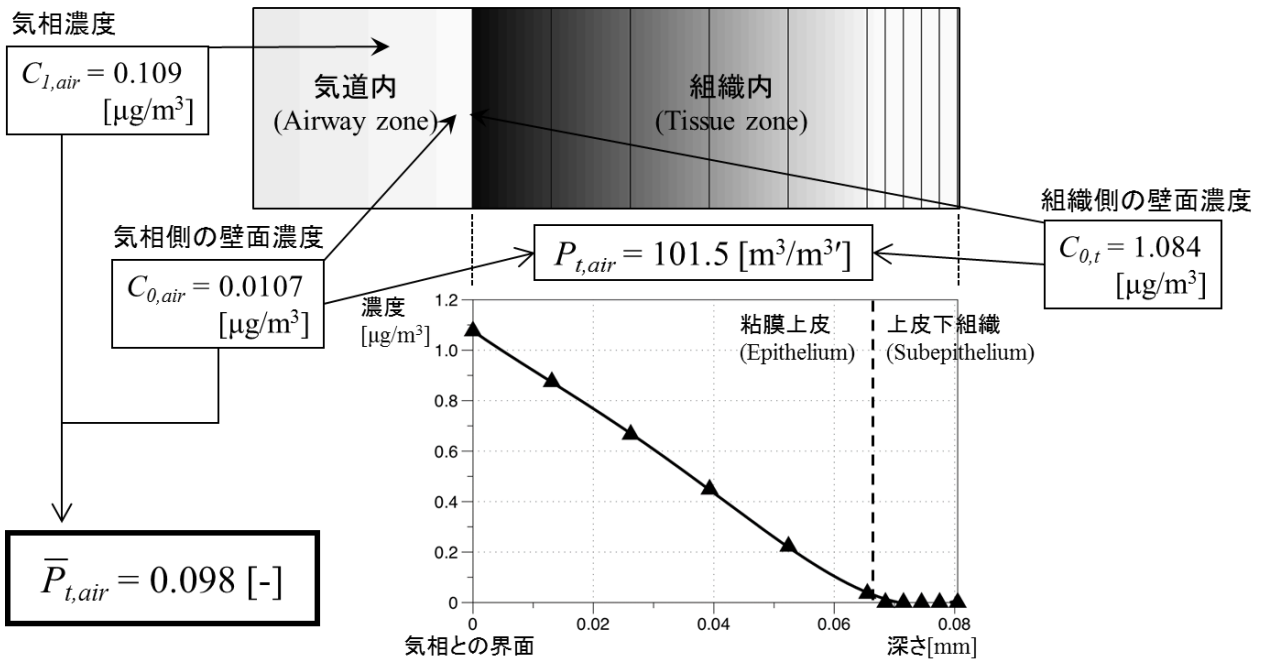 気相濃度
C1,air = 0.109
[μg/m³]
気道内
(Airway zone)
組織内
(Tissue zone)
気相側の壁面濃度
C0,air = 0.0107
[μg/m³]
Pt,air = 101.5 [m³/m³′]
組織側の壁面濃度
C0,t = 1.084
[μg/m³]
濃度
[μg/m³]
粘膜上皮
(Epithelium)
上皮下組織
(Subepithelium)
1.2
1.0
0.8
0.6
0.4
0.2
0
0 0.02 0.04 0.06 0.08
気相との界面
深さ[mm]
P̅t,air = 0.098 [-]